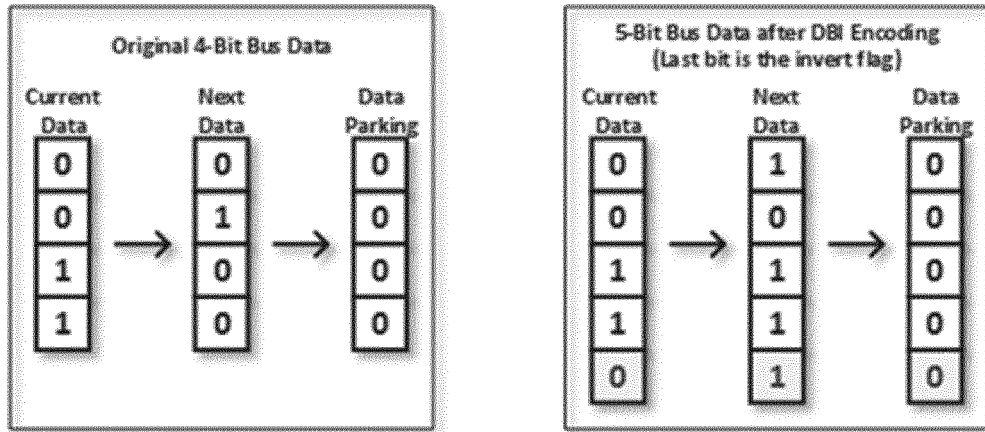 Original 4-Bit Bus Data
Current Data
Next Data
Data Parking
0 0 0
0 1 0
1 0 0
1 0 0
5-Bit Bus Data after DBI Encoding
(Last bit is the invert flag)
Current Data
Next Data
Data Parking
0 1 0
0 0 0
1 1 0
1 1 0
0 1 0